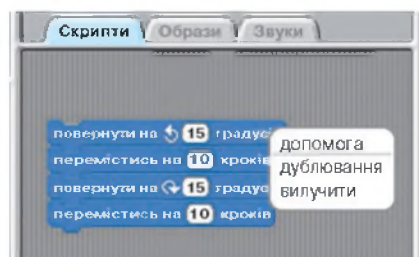 Скрипти Образи Звуки
повернути на 15 градус
перемістись на 10 кроків
повернути на 15 градус
перемістись на 10 кроків
допомога
дублювання
вилучити